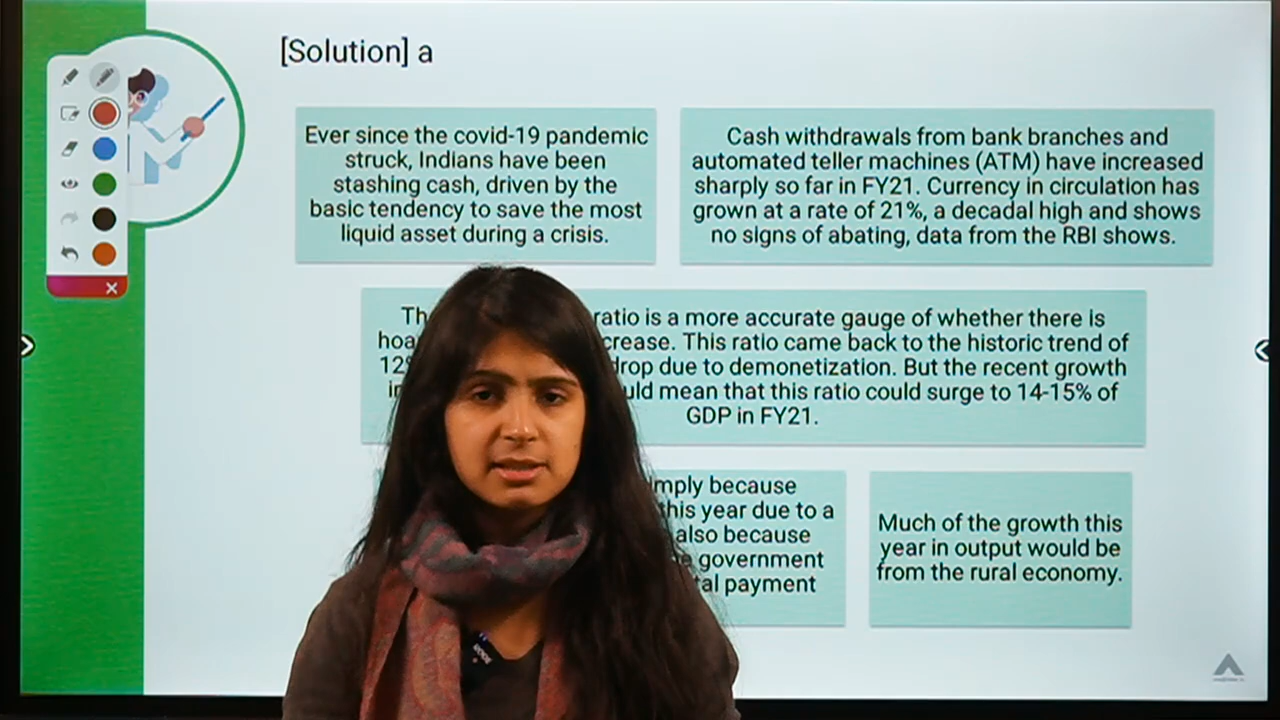 [Solution] a
Ever since the covid-19 pandemic
struck, Indians have been
stashing cash, driven by the
basic tendency to save the most
liquid asset during a crisis.
Cash withdrawals from bank branches and
automated teller machines (ATM) have increased
sharply so far in FY21. Currency in circulation has
grown at a rate of 21%, a decadal high and shows
no signs of abating, data from the RBI shows.
ratio is a more accurate gauge of whether there is
This ratio came back to the historic trend of
drop due to demonetization. But the recent growth
mean that this ratio could surge to 14-15% of
GDP in FY21.
because
this year due to a
also because
government
payment
Much of the growth this
year in output would be
from the rural economy.